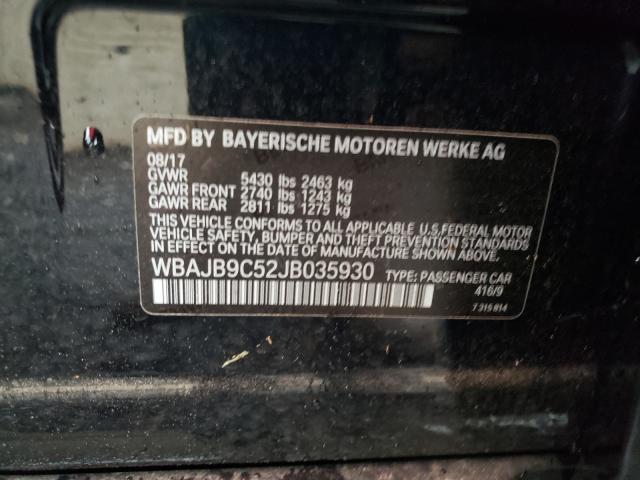 MFD BY BAYERISCHE MOTOREN WERKE AG
08/17
GVWR 5430 lbs 2463 kg
GAWR FRONT 2740 lbs 1243 kg
GAWR REAR 2811 lbs 1275 kg
THIS VEHICLE CONFORMS TO ALL APPLICABLE U.S.FEDERAL MOTOR
VEHICLE SAFETY, BUMPER AND THEFT PREVENTION STANDARDS
IN EFFECT ON THE DATE OF MANUFACTURE SHOWN ABOVE.
WBAJB9C52JB035930 TYPE: PASSENGER CAR
416/9
7 315 814